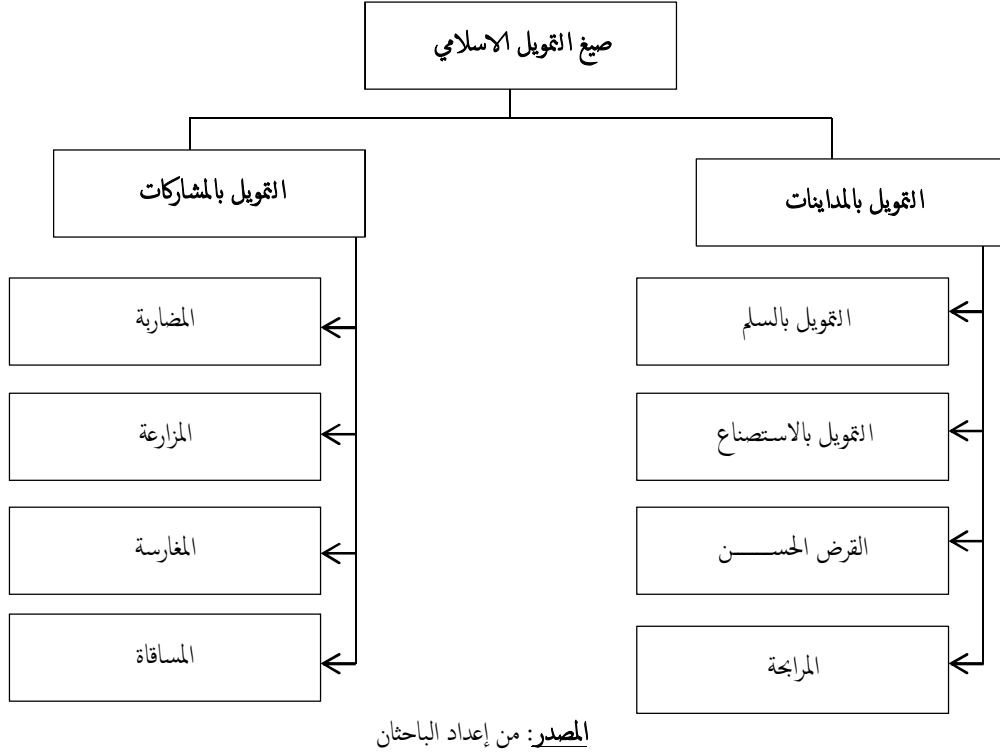 صيغ التمويل الاسلامي
التمويل بالمداينات
التمويل بالمشاركات
التمويل بالسلم
التمويل بالاستصناع
القرض الحســـــن
المرابحة
المضاربة
المزارعة
المغارسة
المساقاة
المصدر: من إعداد الباحثان